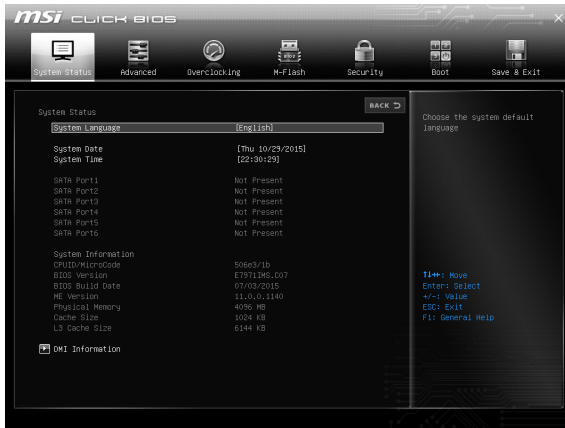 msi CLICK BIOS
System Status
Advanced
Overclocking
M-Flash
Security
Boot
Save & Exit
BACK
System Status
System Language [English]
System Date [Thu 10/29/2015]
System Time [22:30:29]
SATA Port1 Not Present
SATA Port2 Not Present
SATA Port3 Not Present
SATA Port4 Not Present
SATA Port5 Not Present
SATA Port6 Not Present
System Information
CPUID/MicroCode 506e3/1b
BIOS Version E7971IMS.C07
BIOS Build Date 07/03/2015
ME Version 11.0.0.1140
Physical Memory 4096 MB
Cache Size 1024 KB
L3 Cache Size 6144 KB
DMI Information
Choose the system default
language
↑↓→←: Move
Enter: Select
+/-: Value
ESC: Exit
F1: General Help